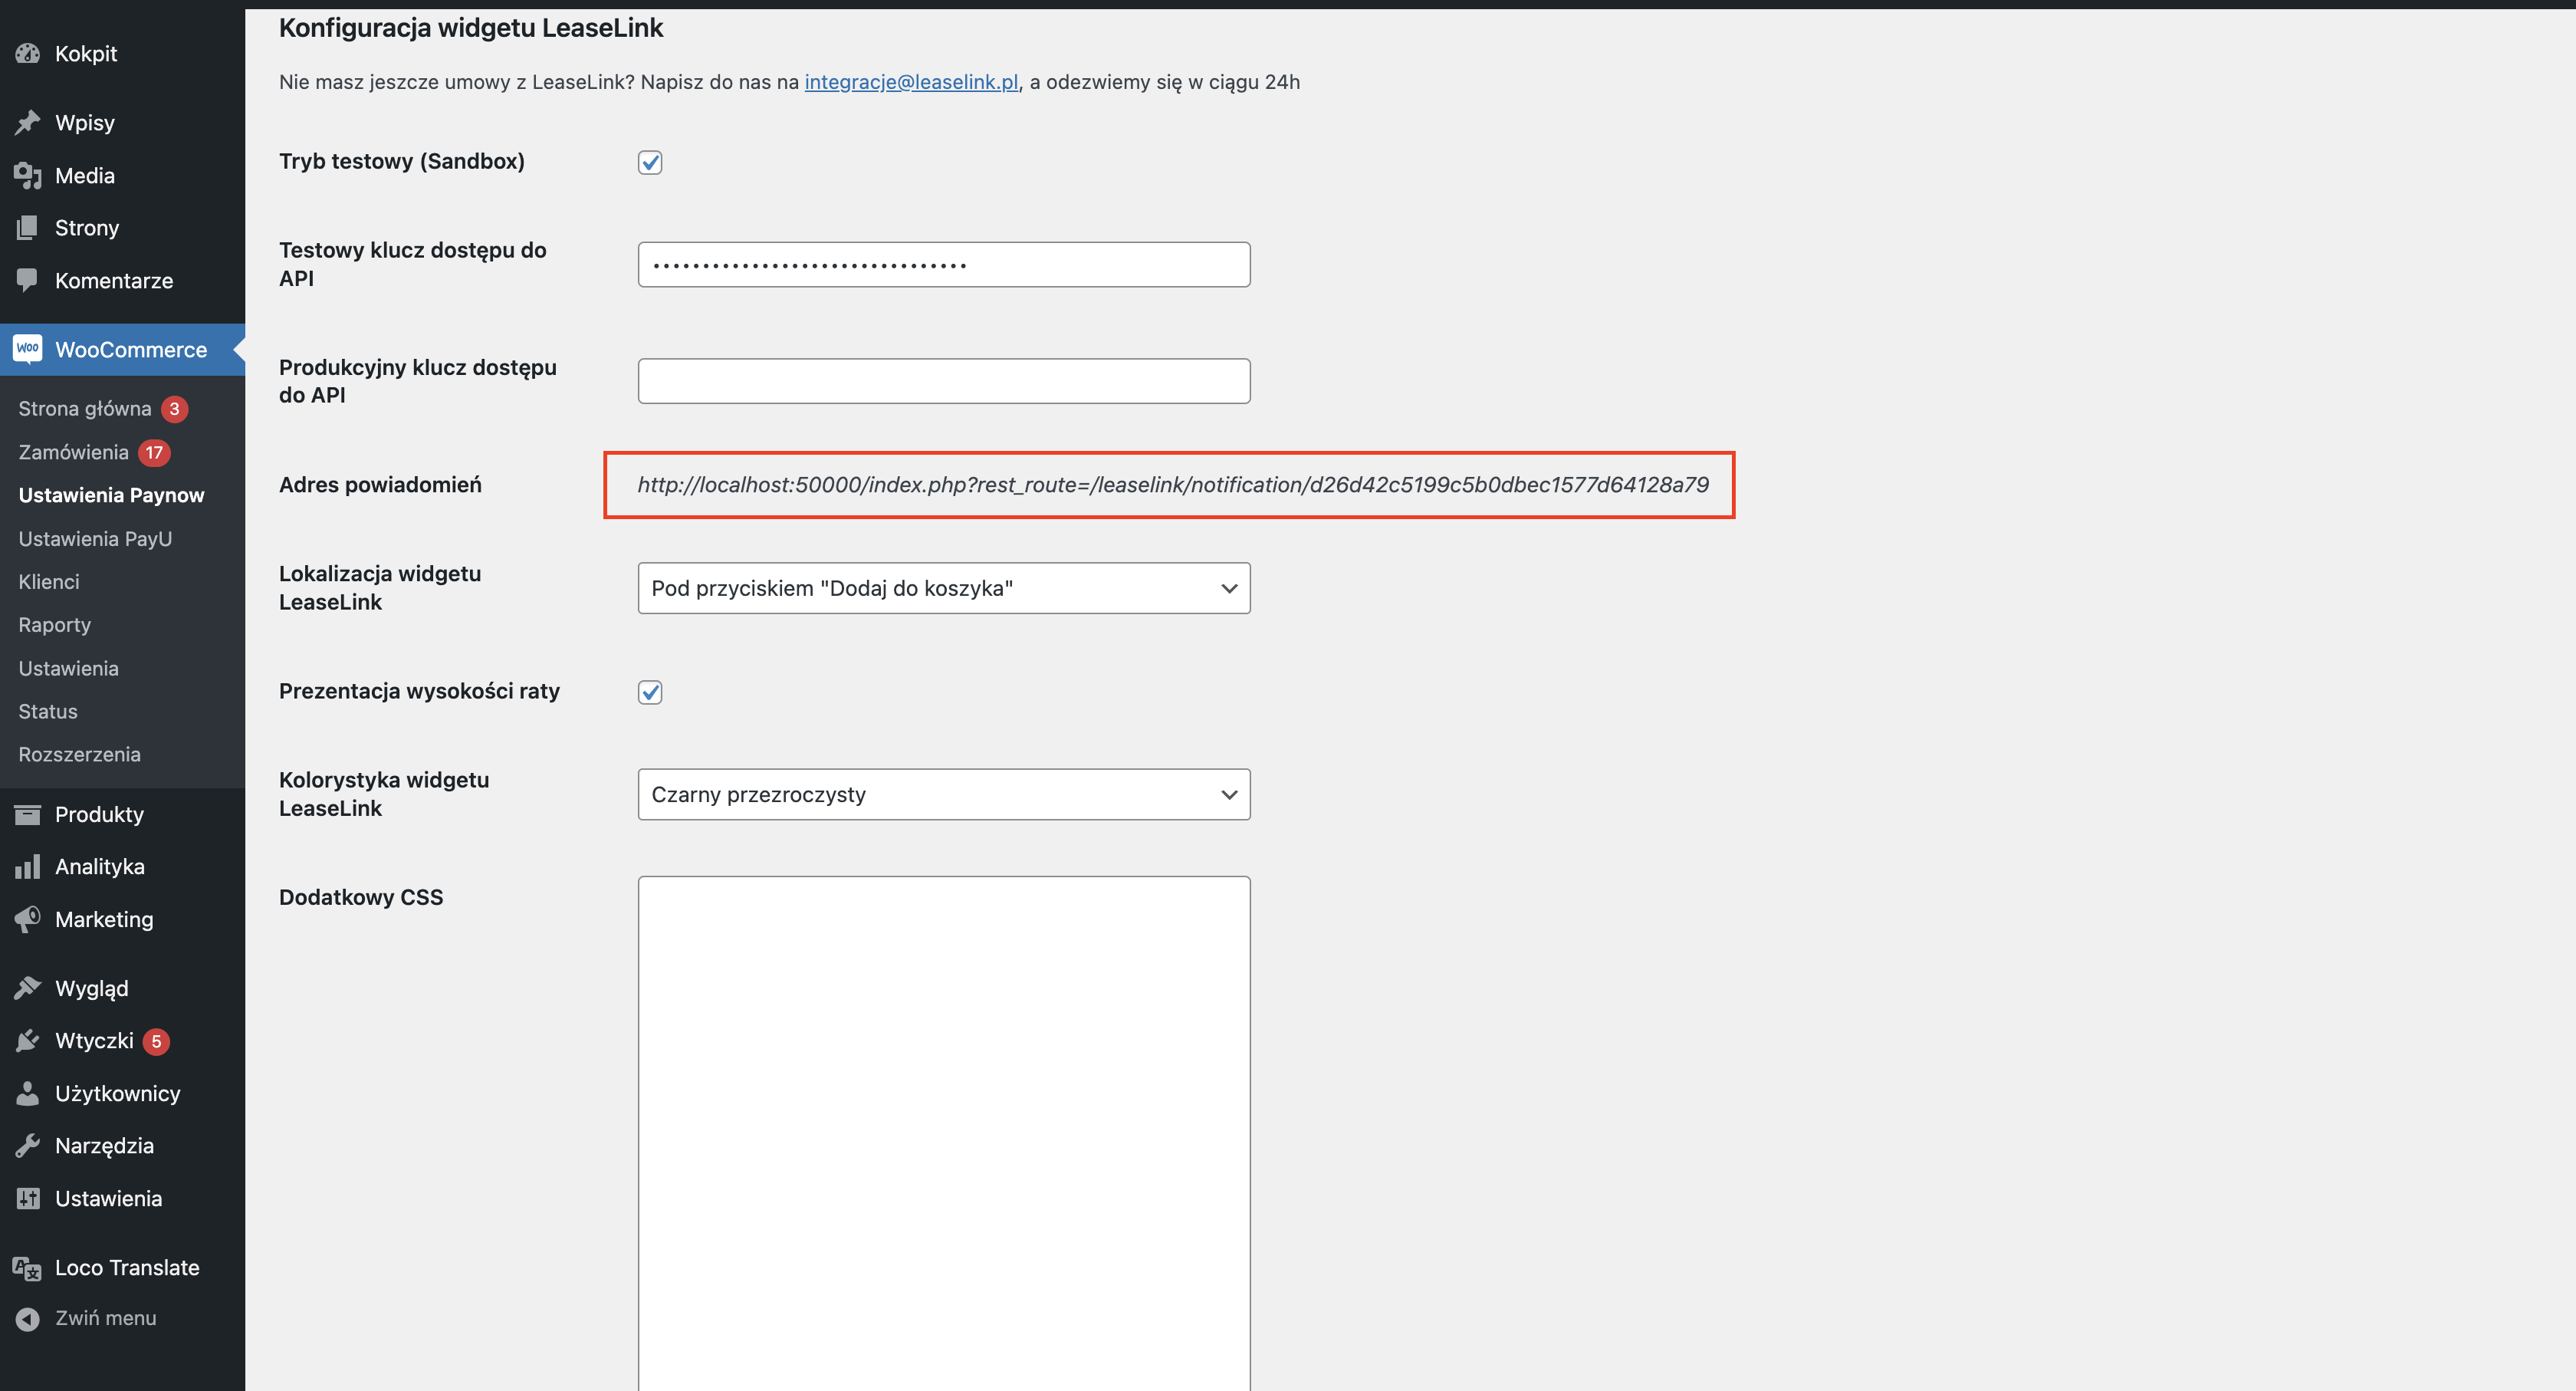 Kokpit
Wpisy
Media
Strony
Komentarze
Woo WooCommerce
Strona główna 3
Zamówienia 17
Ustawienia Paynow
Ustawienia PayU
Klienci
Raporty
Ustawienia
Status
Rozszerzenia
Produkty
Analityka
Marketing
Wygląd
Wtyczki 5
Użytkownicy
Narzędzia
Ustawienia
Loco Translate
Zwiń menu
Konfiguracja widgetu LeaseLink
Nie masz jeszcze umowy z LeaseLink? Napisz do nas na integracje@leaselink.pl, a odezwiemy się w ciągu 24h
Tryb testowy (Sandbox)
Testowy klucz dostępu do
API
••••••••••••••••••••••••••••••••
Produkcyjny klucz dostępu
do API
Adres powiadomień
http://localhost:50000/index.php?rest_route=/leaselink/notification/d26d42c5199c5b0dbec1577d64128a79
Lokalizacja widgetu
LeaseLink
Pod przyciskiem "Dodaj do koszyka"
Prezentacja wysokości raty
Kolorystyka widgetu
LeaseLink
Czarny przezroczysty
Dodatkowy CSS